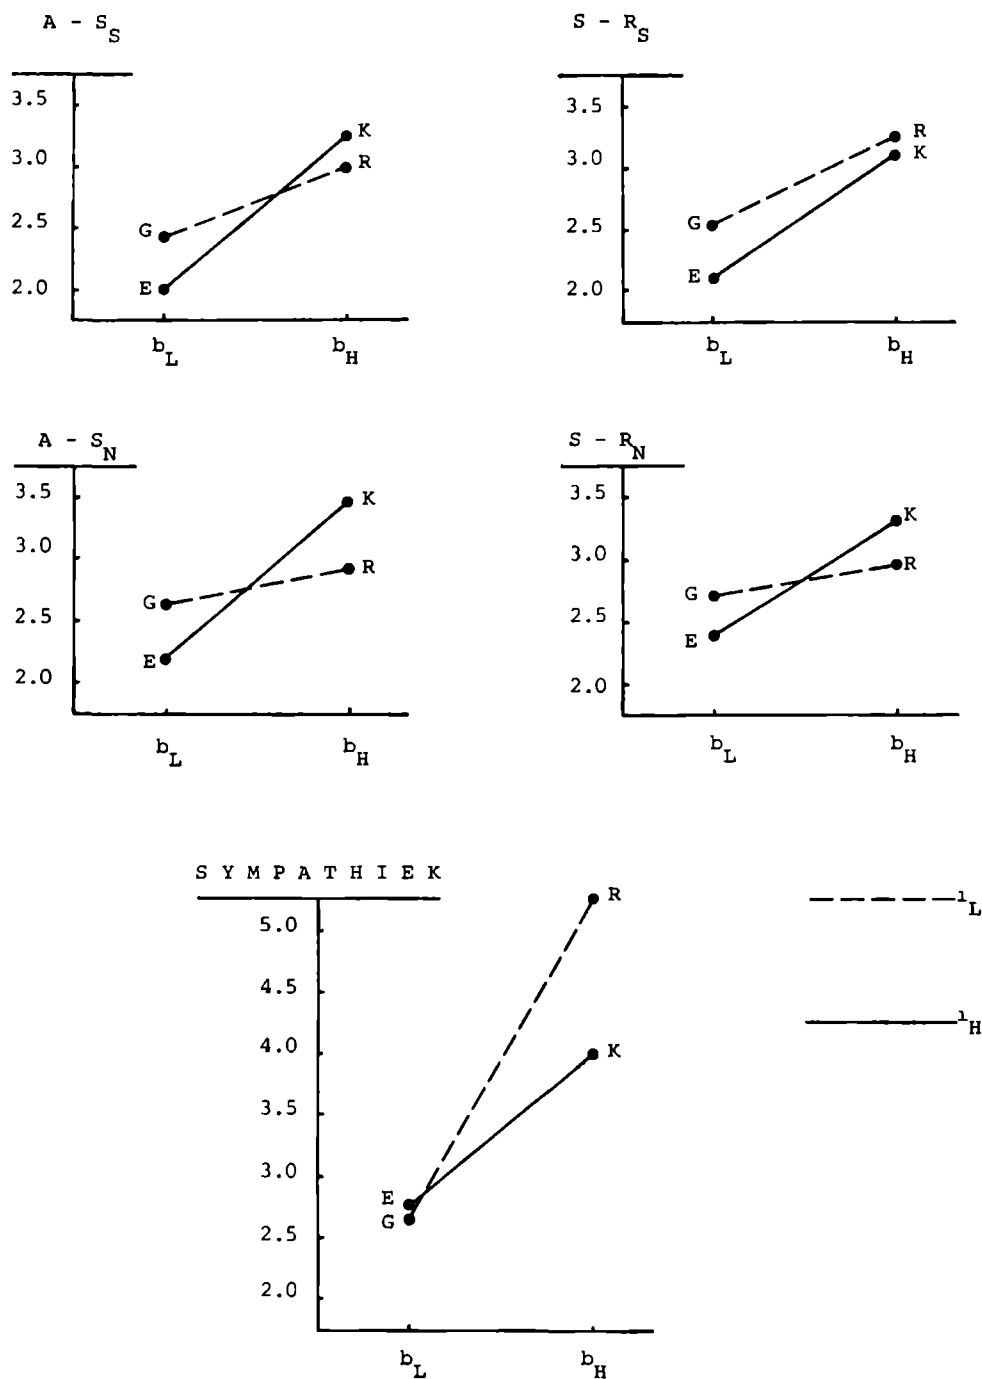 A - S_S
3.5
3.0
2.5
2.0
K
R
G
E
b_L b_H
S - R_S
3.5
3.0
2.5
2.0
R
K
G
E
b_L b_H
A - S_N
3.5
3.0
2.5
2.0
K
R
G
E
b_L b_H
S - R_N
3.5
3.0
2.5
2.0
K
R
G
E
b_L b_H
S Y M P A T H I E K
5.0
4.5
4.0
3.5
3.0
2.5
2.0
R
K
E
G
b_L b_H
ı_L
ı_H